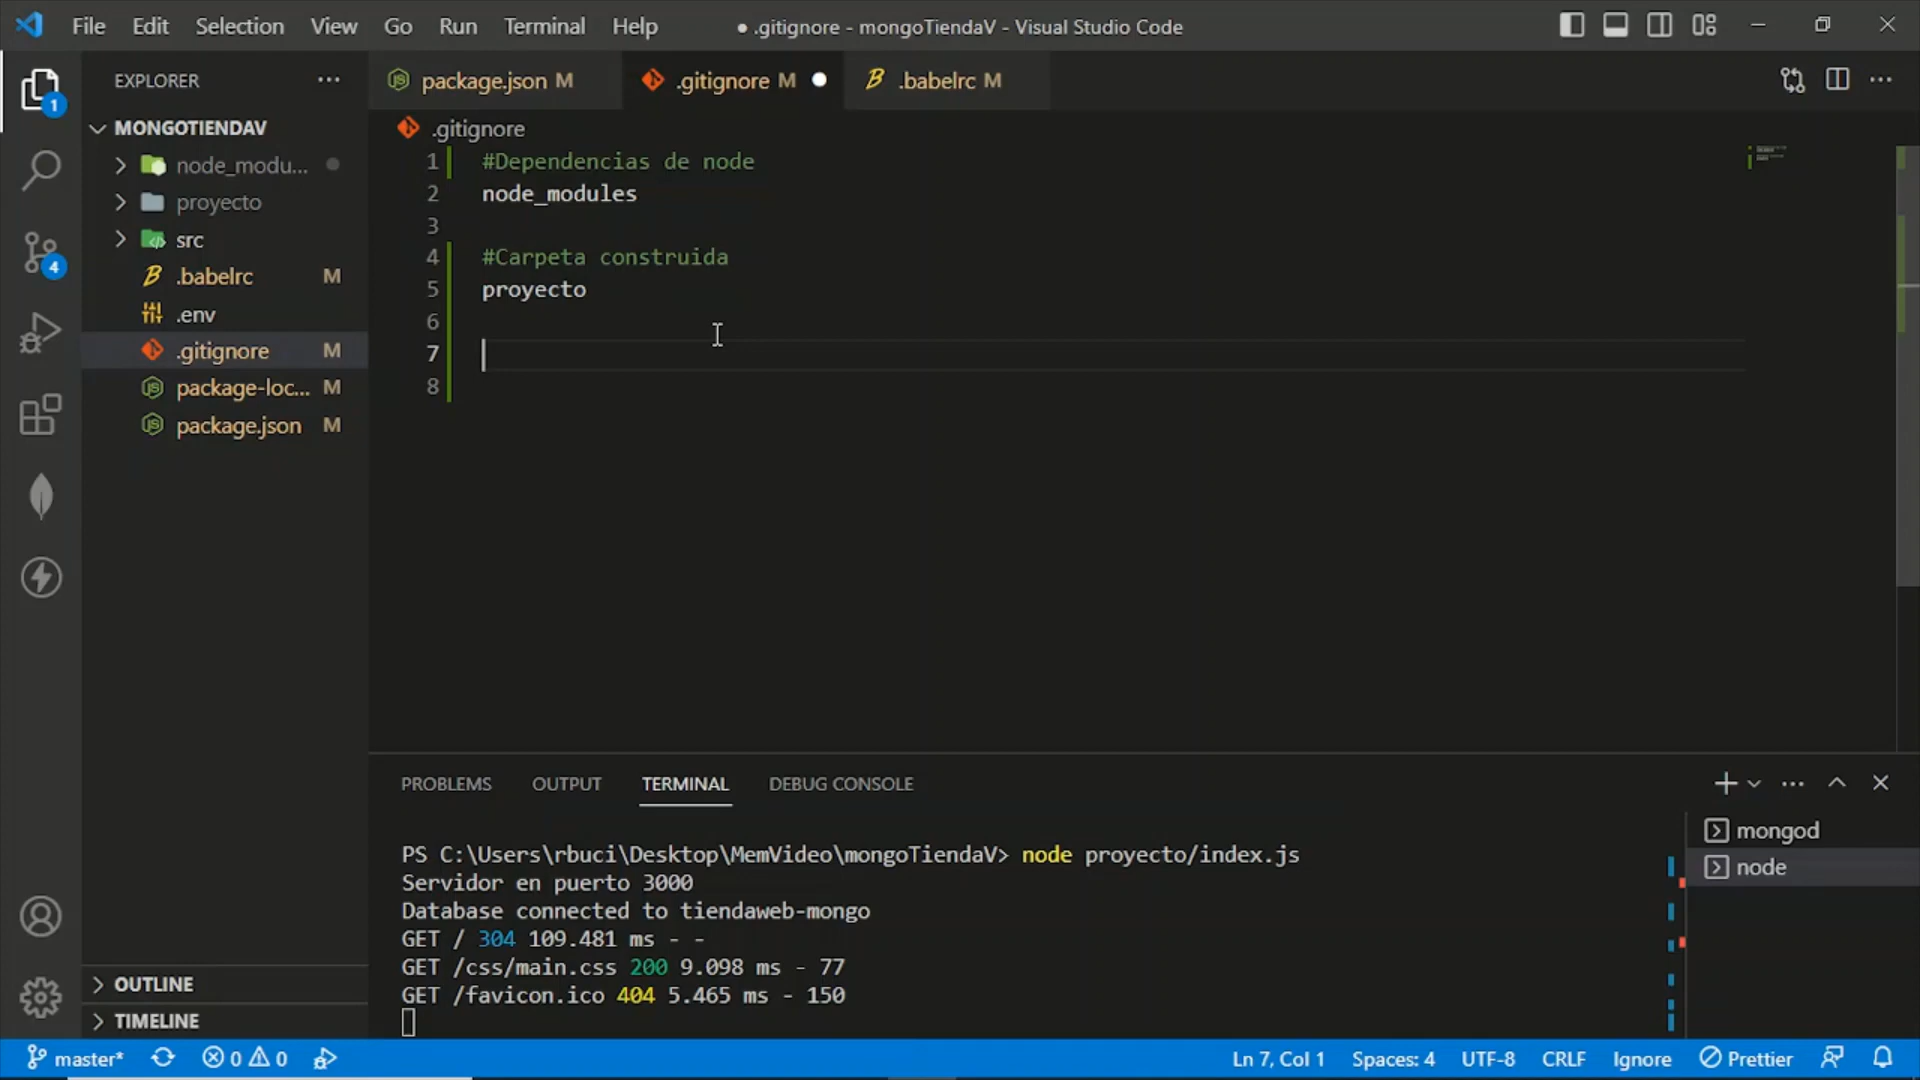 File Edit Selection View Go Run Terminal Help ● .gitignore - mongoTiendaV - Visual Studio Code
EXPLORER ···
package.json M .gitignore M ● .babelrc M
MONGOTIENDAV
node_modu...
proyecto
src
.babelrc M
.env
.gitignore M
package-loc... M
package.json M
OUTLINE
TIMELINE
1
4
.gitignore
1 #Dependencias de node
2 node_modules
3
4 #Carpeta construida
5 proyecto
6
7
8
PROBLEMS OUTPUT TERMINAL DEBUG CONSOLE
PS C:\Users\rbuci\Desktop\MemVideo\mongoTiendaV> node proyecto/index.js
Servidor en puerto 3000
Database connected to tiendaweb-mongo
GET / 304 109.481 ms - -
GET /css/main.css 200 9.098 ms - 77
GET /favicon.ico 404 5.465 ms - 150
mongod
node
master* 0 0 Ln 7, Col 1 Spaces: 4 UTF-8 CRLF Ignore Prettier